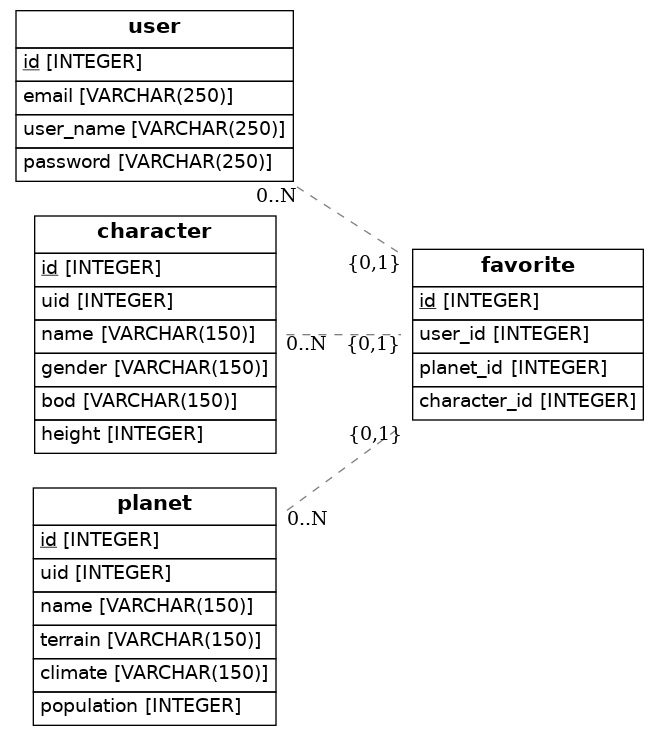 user
id [INTEGER]
email [VARCHAR(250)]
user_name [VARCHAR(250)]
password [VARCHAR(250)]
0..N
{0,1}
character
id [INTEGER]
uid [INTEGER]
name [VARCHAR(150)]
gender [VARCHAR(150)]
bod [VARCHAR(150)]
height [INTEGER]
0..N
{0,1}
favorite
id [INTEGER]
user_id [INTEGER]
planet_id [INTEGER]
character_id [INTEGER]
{0,1}
0..N
planet
id [INTEGER]
uid [INTEGER]
name [VARCHAR(150)]
terrain [VARCHAR(150)]
climate [VARCHAR(150)]
population [INTEGER]